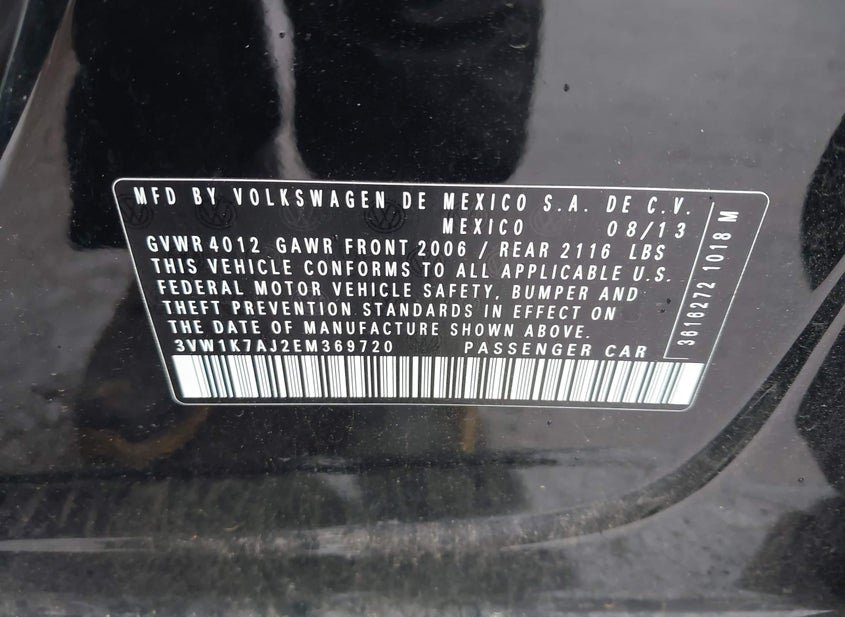 MFD BY VOLKSWAGEN DE MEXICO S.A. DE C.V.
MEXICO 08/13
GVWR 4012 GAWR FRONT 2006 / REAR 2116 LBS
THIS VEHICLE CONFORMS TO ALL APPLICABLE U.S.
FEDERAL MOTOR VEHICLE SAFETY, BUMPER AND
THEFT PREVENTION STANDARDS IN EFFECT ON
THE DATE OF MANUFACTURE SHOWN ABOVE.
3VW1K7AJ2EM369720 PASSENGER CAR
3616272 1018 M